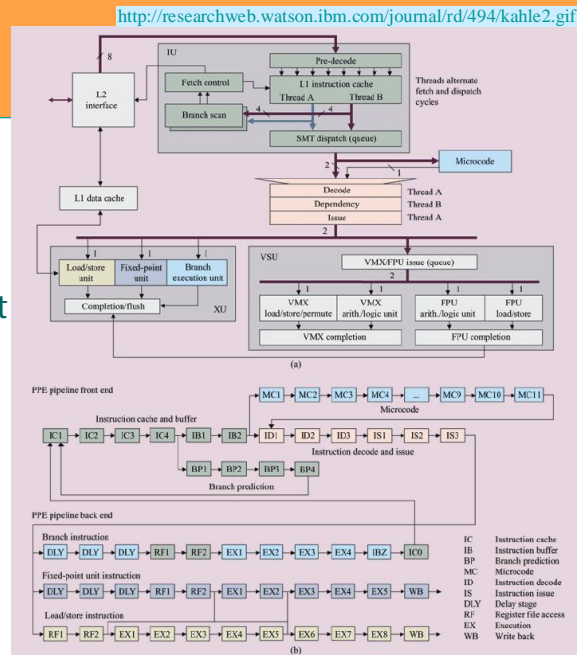 http://researchweb.watson.ibm.com/journal/rd/494/kahle2.gif
8
IU
Pre-decode
Fetch control
L1 instruction cache
Threads alternate
fetch and dispatch
cycles
L2
interface
Thread A
Thread B
4
4
Branch scan
SMT dispatch (queue)
2
1
Microcode
L1 data cache
Decode
Thread A
Dependency
Thread B
Issue
Thread A
2
1
1
1
Load/store
unit
Fixed-point
unit
Branch
execution unit
Completion/flush
XU
VSU
VMX/FPU issue (queue)
2
1
1
1
1
VMX
load/store/permute
VMX
arith./logic unit
FPU
arith./logic unit
FPU
load/store
VMX completion
FPU completion
(a)
t
PPE pipeline front end
MC1 MC2 MC3 MC4 ... MC9 MC10 MC11
Microcode
Instruction cache and buffer
IC1 IC2 IC3 IC4 IB1 IB2 ID1 ID2 ID3 IS1 IS2 IS3
Instruction decode and issue
BP1 BP2 BP3 BP4
Branch prediction
PPE pipeline back end
Branch instruction
DLY DLY DLY RF1 RF2 EX1 EX2 EX3 EX4 IBZ IC0
Fixed-point unit instruction
DLY DLY DLY RF1 RF2 EX1 EX2 EX3 EX4 EX5 WB
Load/store instruction
RF1 RF2 EX1 EX2 EX3 EX4 EX5 EX6 EX7 EX8 WB
IC Instruction cache
IB Instruction buffer
BP Branch prediction
MC Microcode
ID Instruction decode
IS Instruction issue
DLY Delay stage
RF Register file access
EX Execution
WB Write back
(b)